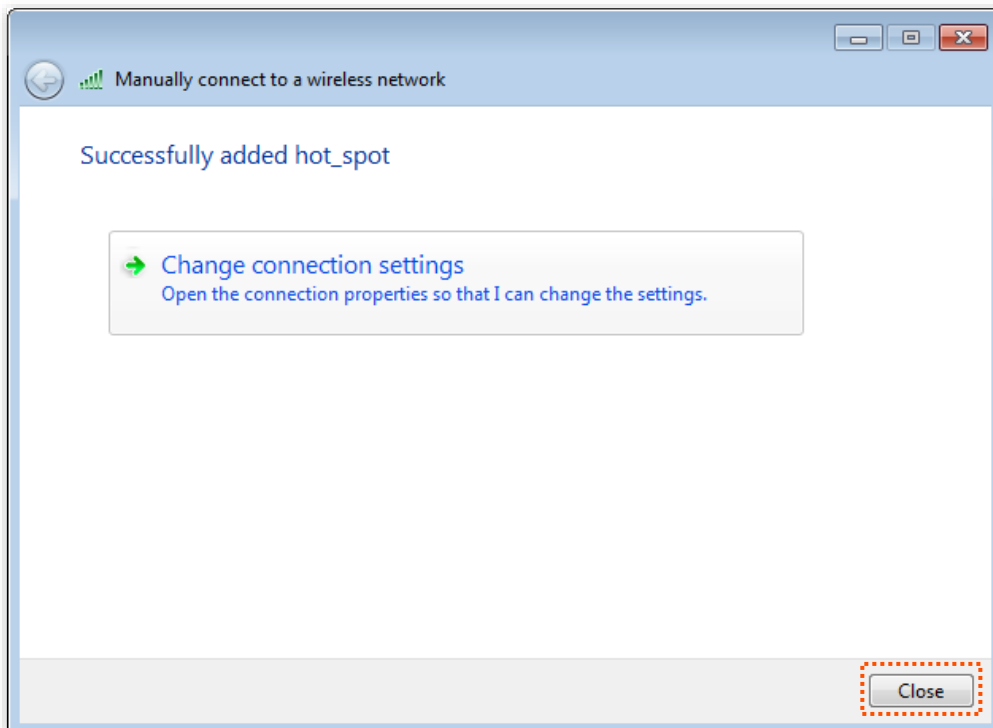 Manually connect to a wireless network
Successfully added hot_spot
Change connection settings
Open the connection properties so that I can change the settings.
Close